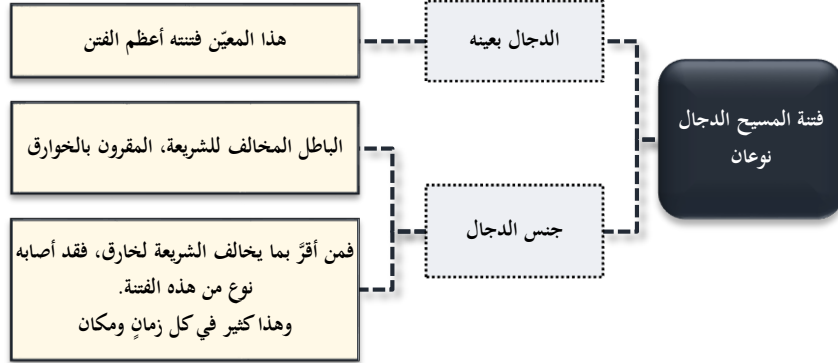 فتنة المسيح الدجال
نوعان
الدجال بعينه
هذا المعيّن فتنته أعظم الفتن
جنس الدجال
الباطل المخالف للشريعة، المقرون بالخوارق
فمن أقرَّ بما يخالف الشريعة لخارق، فقد أصابه
نوع من هذه الفتنة.
وهذا كثير في كل زمانٍ ومكان